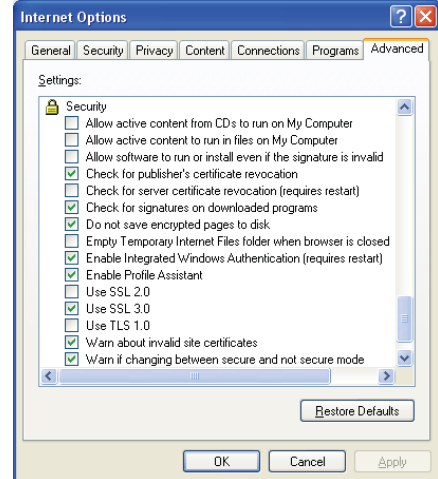 Internet Options
General Security Privacy Content Connections Programs Advanced
Settings:
Security
Allow active content from CDs to run on My Computer
Allow active content to run in files on My Computer
Allow software to run or install even if the signature is invalid
Check for publisher's certificate revocation
Check for server certificate revocation (requires restart)
Check for signatures on downloaded programs
Do not save encrypted pages to disk
Empty Temporary Internet Files folder when browser is closed
Enable Integrated Windows Authentication (requires restart)
Enable Profile Assistant
Use SSL 2.0
Use SSL 3.0
Use TLS 1.0
Warn about invalid site certificates
Warn if changing between secure and not secure mode
Restore Defaults
OK Cancel Apply